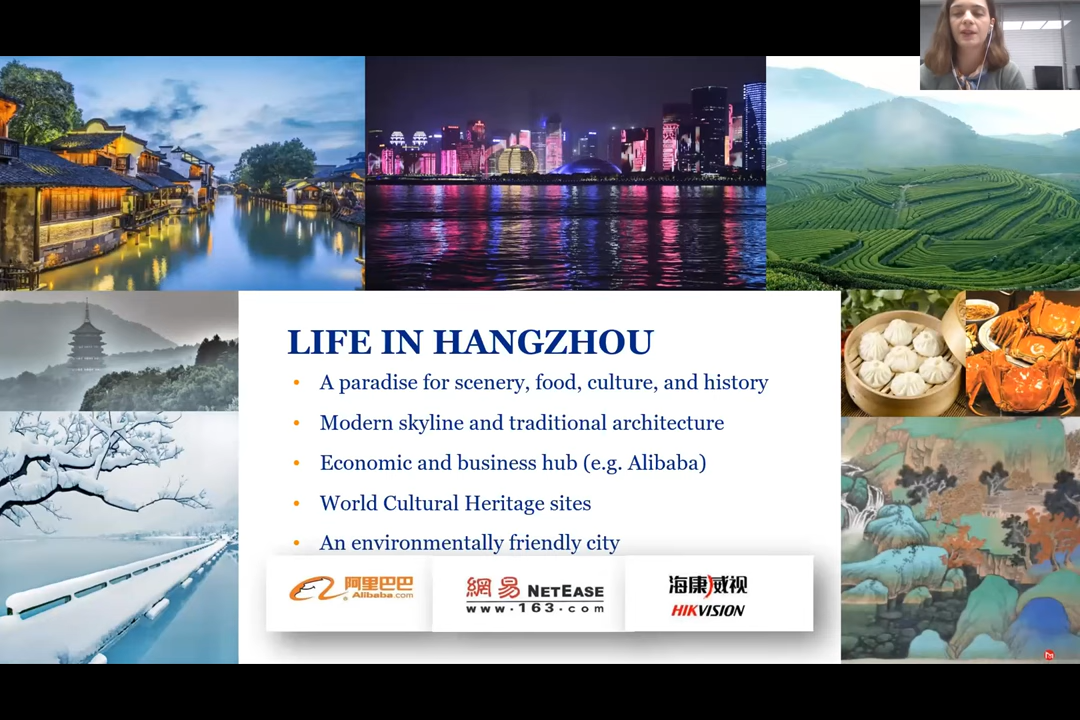 LIFE IN HANGZHOU
• A paradise for scenery, food, culture, and history
• Modern skyline and traditional architecture
• Economic and business hub (e.g. Alibaba)
• World Cultural Heritage sites
• An environmentally friendly city
阿里巴巴
Alibaba.com
網易 NETEASE
www.163.com
海康威视
HIKVISION